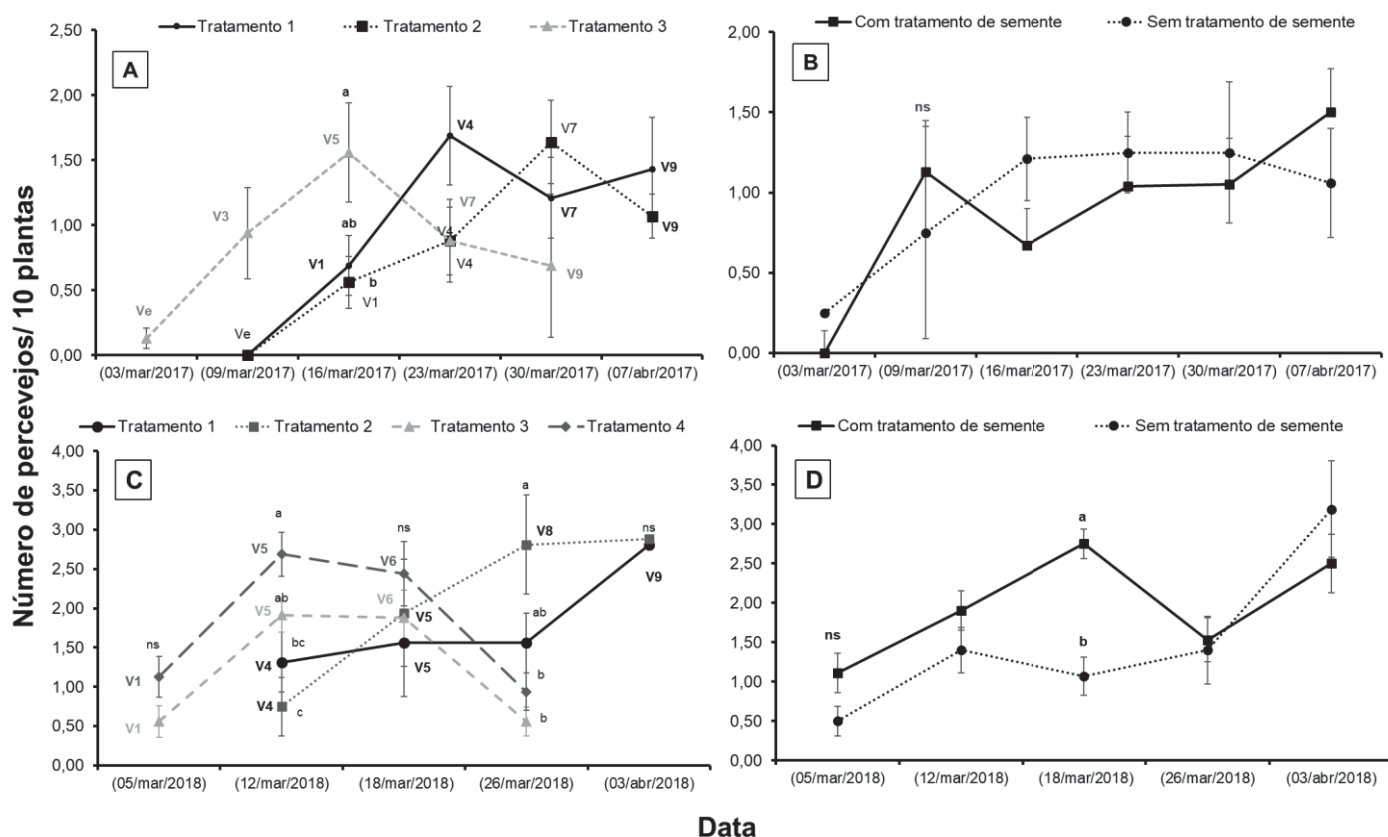 Número de percevejos/ 10 plantas
Tratamento 1 Tratamento 2 Tratamento 3
A
2,50
2,00
1,50
1,00
0,50
0,00
Ve
V3
V5
a
Ve
V1
ab
b
V1
V4
V7
V4
V4
V7
V7
V9
V9
V9
(03/mar/2017) (09/mar/2017) (16/mar/2017) (23/mar/2017) (30/mar/2017) (07/abr/2017)
Com tratamento de semente Sem tratamento de semente
B
2,00
1,50
1,00
0,50
0,00
ns
(03/mar/2017) (09/mar/2017) (16/mar/2017) (23/mar/2017) (30/mar/2017) (07/abr/2017)
Tratamento 1 Tratamento 2 Tratamento 3 Tratamento 4
C
4,00
3,50
3,00
2,50
2,00
1,50
1,00
0,50
0,00
ns
V1
V1
a
V5
ab
V5
bc
V4
V4
c
ns
V6
V6
V5
V5
a
V8
ab
b
b
ns
V9
(05/mar/2018) (12/mar/2018) (18/mar/2018) (26/mar/2018) (03/abr/2018)
Com tratamento de semente Sem tratamento de semente
D
4,00
3,50
3,00
2,50
2,00
1,50
1,00
0,50
0,00
ns
a
b
(05/mar/2018) (12/mar/2018) (18/mar/2018) (26/mar/2018) (03/abr/2018)
Data